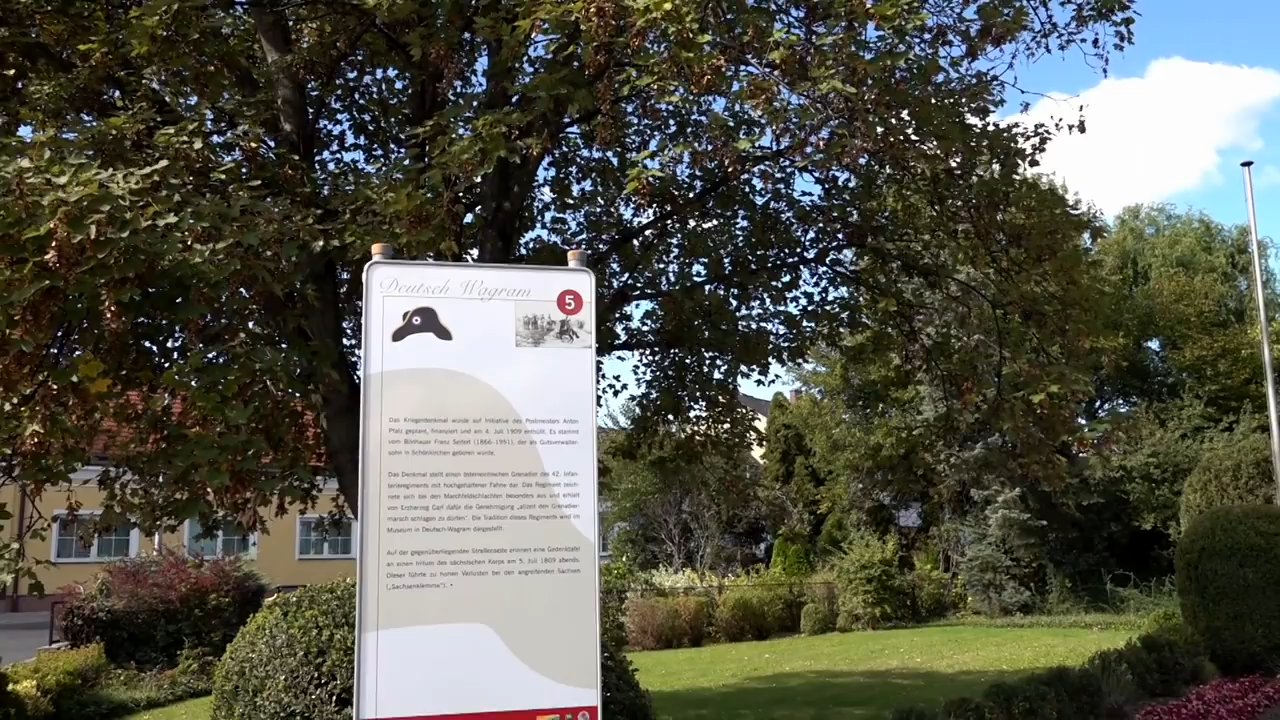 Deutsch Wagram
5
Das Kriegerdenkmal wurde auf Initiative des Postmeisters Anton
Pfalz geplant, finanziert und am 4. Juli 1909 enthüllt. Es stammt
vom Bildhauer Franz Seifert (1866-1951), der als Gutsverwalter-
sohn in Schönkirchen geboren wurde.
Das Denkmal stellt einen österreichischen Grenadier des 42. Infan-
terieregiments mit hochgehaltener Fahne dar. Das Regiment zeich-
nete sich bei den Marchfeldschlachten besonders aus und erhielt
von Erzherzog Carl dafür die Genehmigung „allzeit den Grenadier-
marsch schlagen zu dürfen". Die Tradition dieses Regiments wird im
Museum in Deutsch-Wagram dargestellt.
Auf der gegenüberliegenden Straßenseite erinnert eine Gedenktafel
an einen Irrtum des sächsischen Korps am 5. Juli 1809 abends.
Dieser führte zu hohen Verlusten bei den angreifenden Sachsen
(„Sachsenklemme"). •